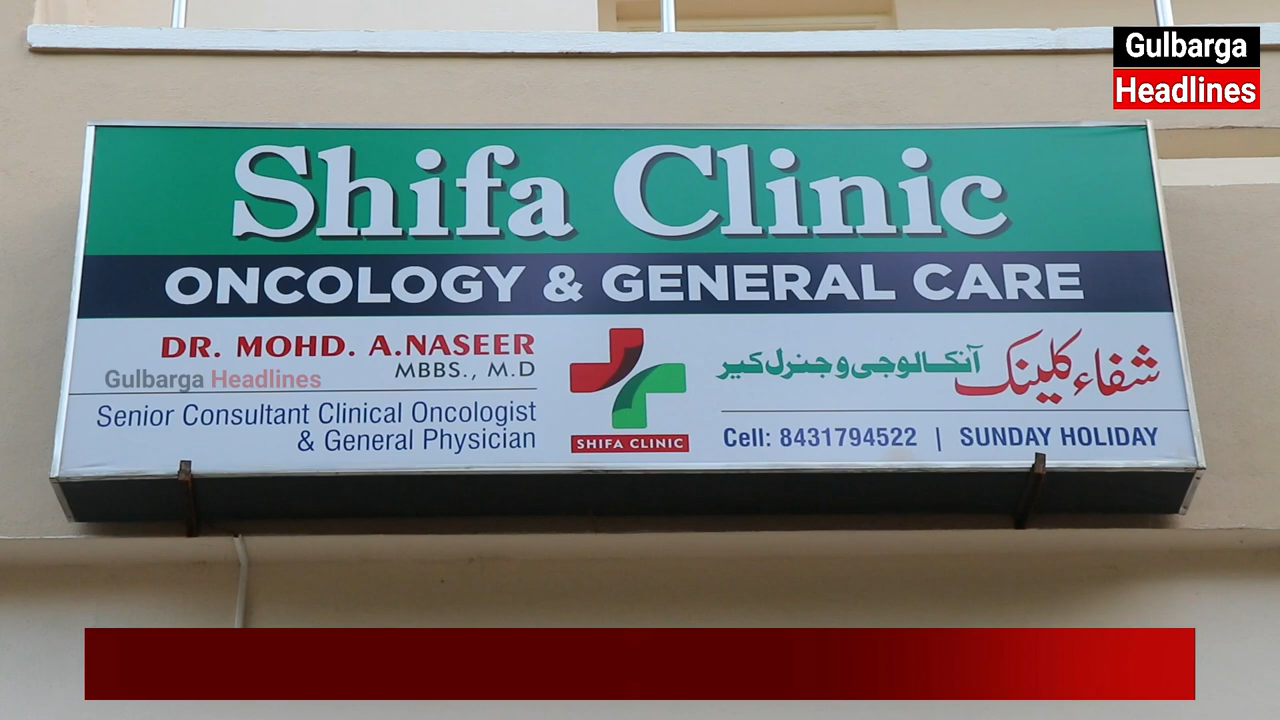 Gulbarga
Headlines
Shifa Clinic
ONCOLOGY & GENERAL CARE
DR. MOHD. A.NASEER
MBBS., M.D
Gulbarga Headlines
Senior Consultant Clinical Oncologist
& General Physician
SHIFA CLINIC
شفاء کلینک آنکالوجی و جنرل کیر
Cell: 8431794522 | SUNDAY HOLIDAY